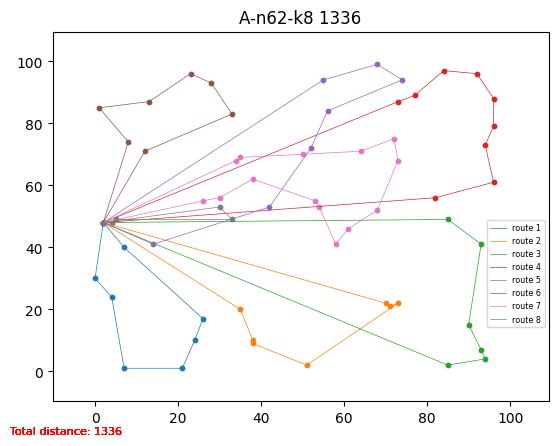 A-n62-k8 1336
100
80
60
40
20
0
0 20 40 60 80 100
route 1
route 2
route 3
route 4
route 5
route 6
route 7
route 8
Total distance: 1336